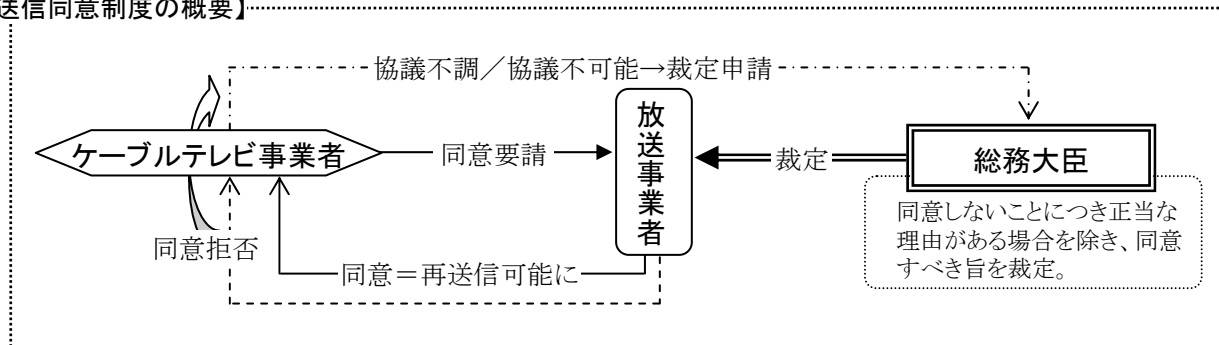 送信同意制度の概要】
協議不調／協議不可能→裁定申請
ケーブルテレビ事業者
同意要請
放送事業者
裁定
総務大臣
同意しないことにつき正当な
理由がある場合を除き、同意
すべき旨を裁定。
同意拒否
同意＝再送信可能に